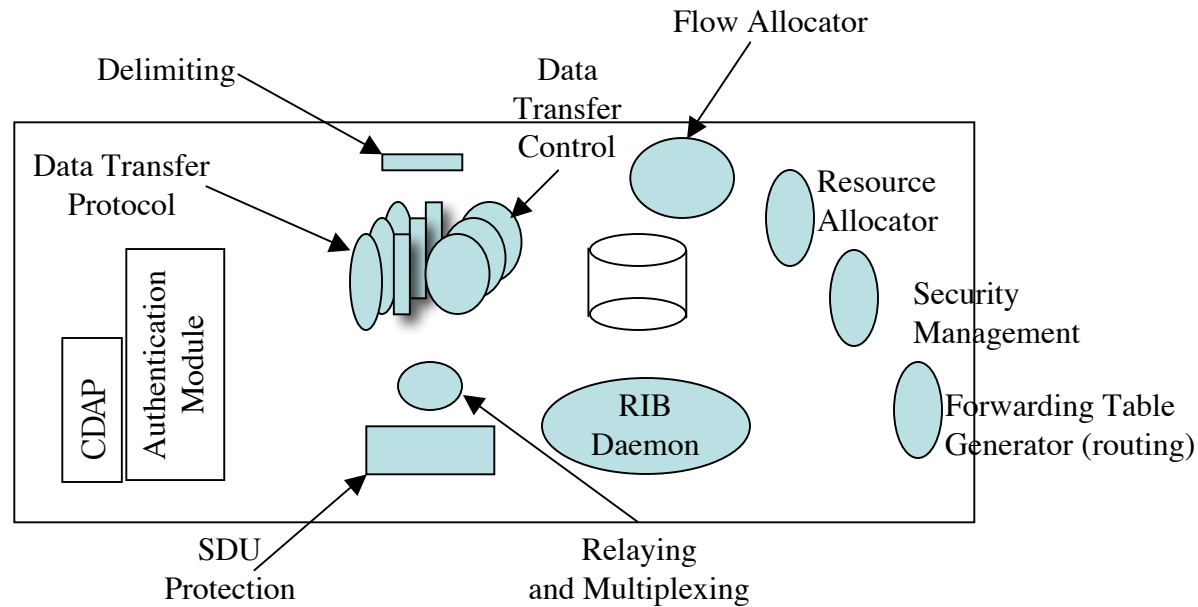 Flow Allocator
Delimiting
Data
Transfer
Control
Data Transfer
Protocol
Resource
Allocator
Security
Management
Authentication
Module
CDAP
RIB
Daemon
Forwarding Table
Generator (routing)
SDU
Protection
Relaying
and Multiplexing